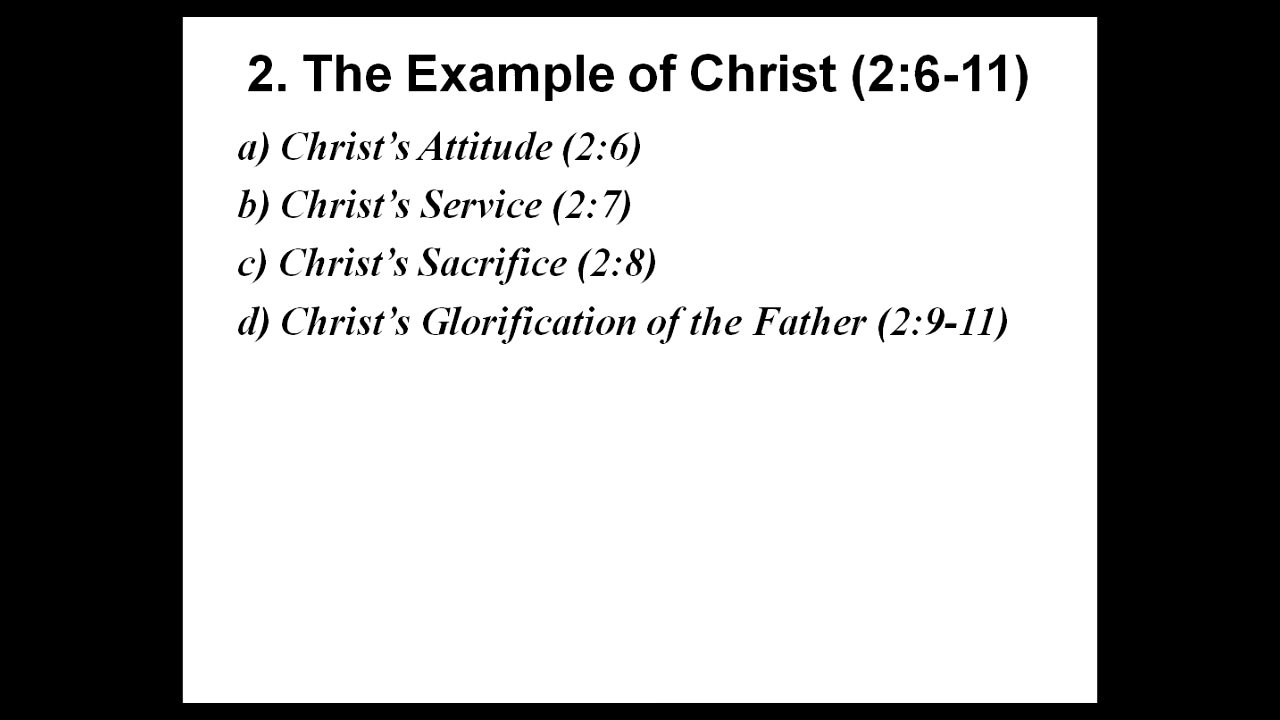 2. The Example of Christ (2:6-11)
a) Christ’s Attitude (2:6)
b) Christ’s Service (2:7)
c) Christ’s Sacrifice (2:8)
d) Christ’s Glorification of the Father (2:9-11)